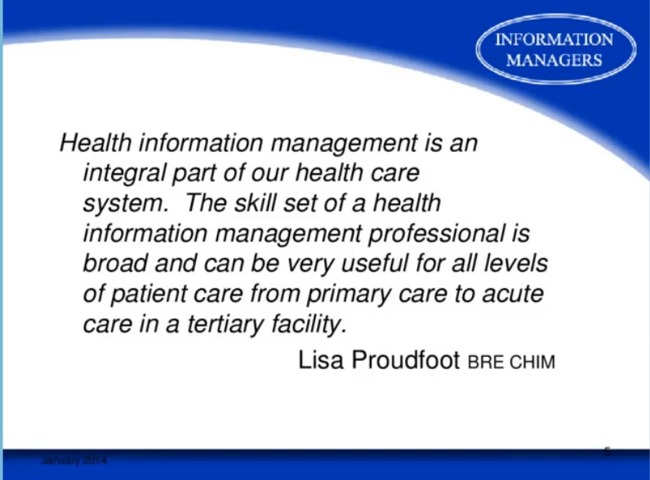 INFORMATION
MANAGERS
Health information management is an
integral part of our health care
system.  The skill set of a health
information management professional is
broad and can be very useful for all levels
of patient care from primary care to acute
care in a tertiary facility.
Lisa Proudfoot BRE CHIM
January 2014
5